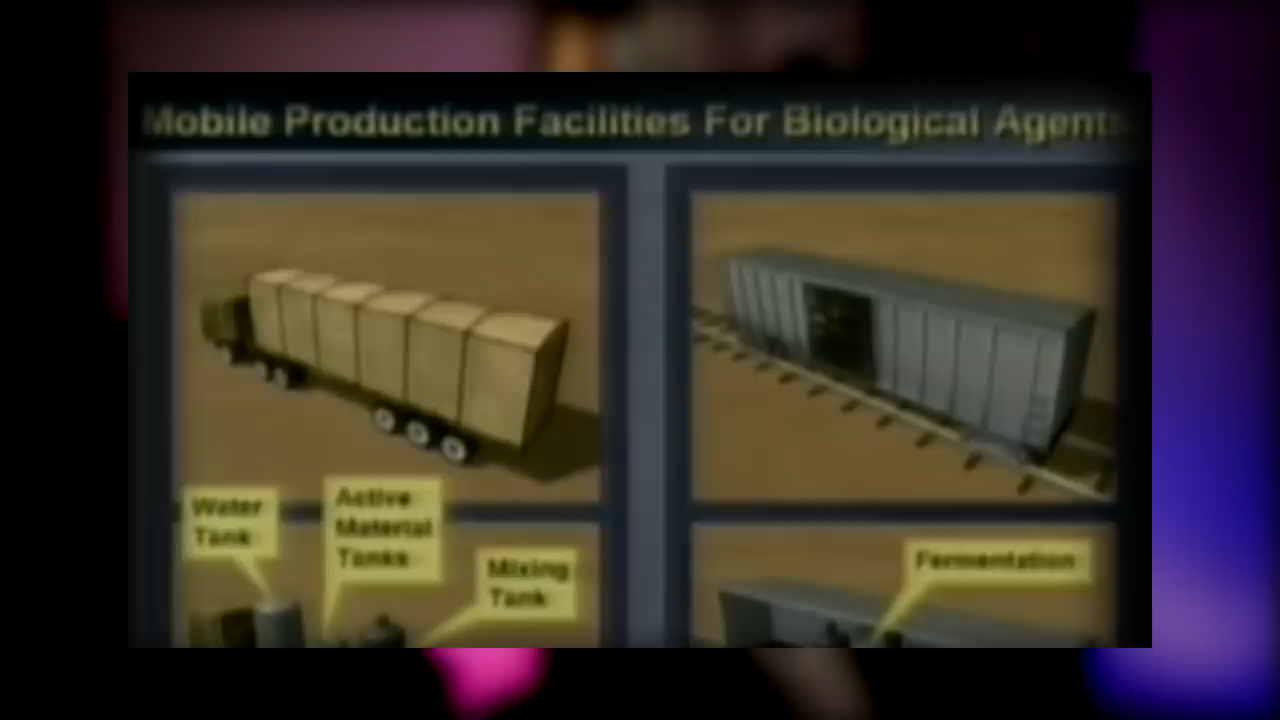 Mobile Production Facilities For Biological Agents
Water
Tank
Active
Material
Tanks
Mixing
Tank
Fermentation